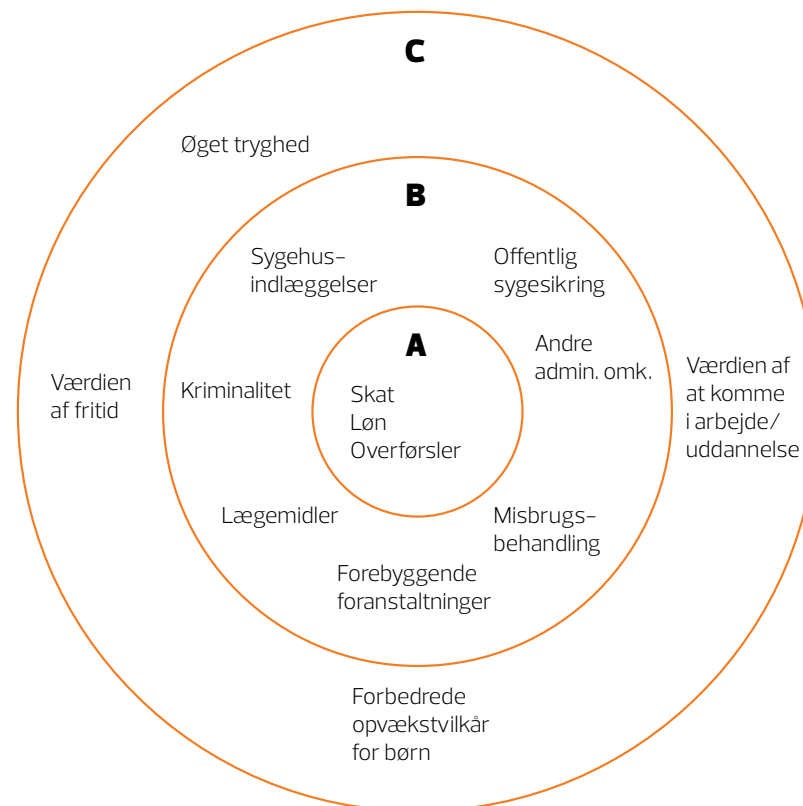 C
Øget tryghed
B
Sygehus-
indlæggelser
Offentlig
sygesikring
A
Andre
admin. omk.
Værdien
af fritid
Kriminalitet
Skat
Løn
Overførsler
Værdien af
at komme
i arbejde/
uddannelse
Lægemidler
Misbrugs-
behandling
Forebyggende
foranstaltninger
Forbedrede
opvækstvilkår
for børn